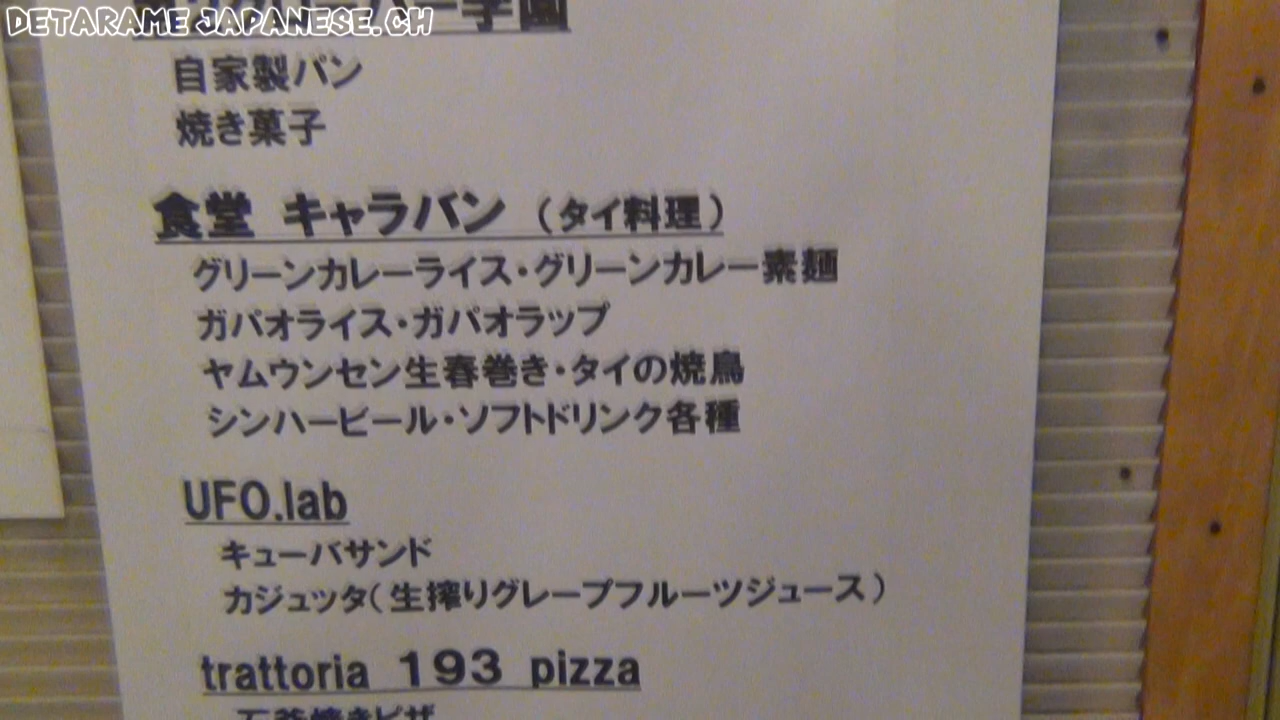 DETARAME JAPANESE.CH
自家製パン
焼き菓子
食堂 キャラバン (タイ料理)
グリーンカレーライス・グリーンカレー素麺
ガパオライス・ガパオラップ
ヤムウンセン生春巻き・タイの焼鳥
シンハービール・ソフトドリンク各種
UFO.lab
キューバサンド
カジュッタ(生搾りグレープフルーツジュース)
trattoria 193 pizza
石釜焼きピザ